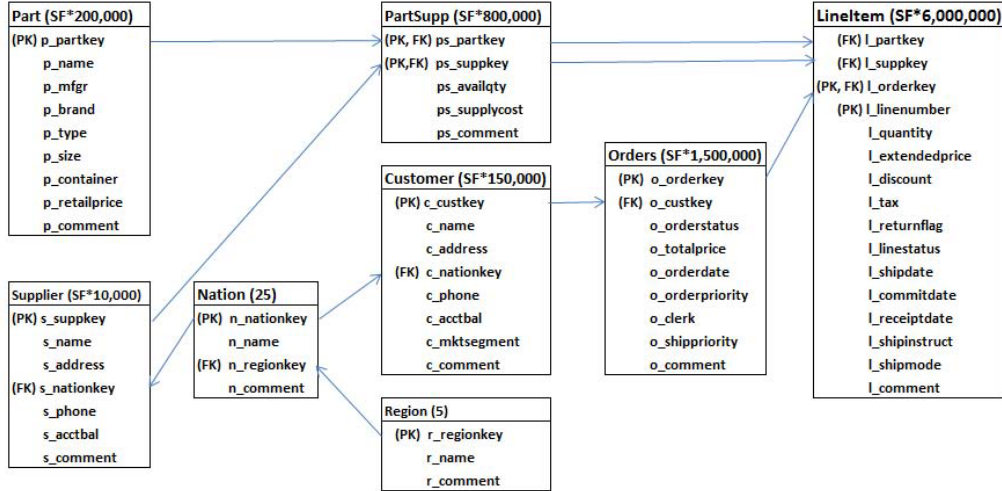 Part (SF*200,000)
(PK) p_partkey
p_name
p_mfgr
p_brand
p_type
p_size
p_container
p_retailprice
p_comment
PartSupp (SF*800,000)
(PK, FK) ps_partkey
(PK,FK) ps_suppkey
ps_availqty
ps_supplycost
ps_comment
LineItem (SF*6,000,000)
(FK) l_partkey
(FK) l_suppkey
(PK, FK) l_orderkey
(PK) l_linenumber
l_quantity
l_extendedprice
l_discount
l_tax
l_returnflag
l_linestatus
l_shipdate
l_commitdate
l_receiptdate
l_shipinstruct
l_shipmode
l_comment
Orders (SF*1,500,000)
(PK) o_orderkey
(FK) o_custkey
o_orderstatus
o_totalprice
o_orderdate
o_orderpriority
o_clerk
o_shippriority
o_comment
Customer (SF*150,000)
(PK) c_custkey
c_name
c_address
(FK) c_nationkey
c_phone
c_acctbal
c_mktsegment
c_comment
Supplier (SF*10,000)
(PK) s_suppkey
s_name
s_address
(FK) s_nationkey
s_phone
s_acctbal
s_comment
Nation (25)
(PK) n_nationkey
n_name
(FK) n_regionkey
n_comment
Region (5)
(PK) r_regionkey
r_name
r_comment